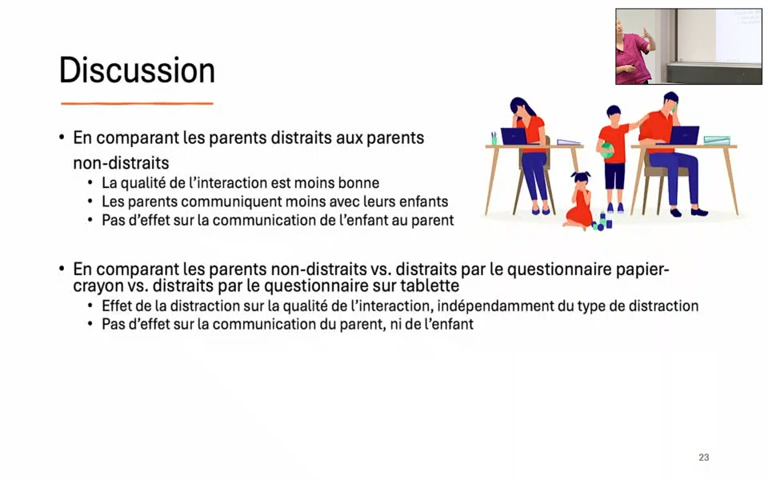 Discussion
• En comparant les parents distraits aux parents
non-distraits
• La qualité de l'interaction est moins bonne
• Les parents communiquent moins avec leurs enfants
• Pas d'effet sur la communication de l'enfant au parent
• En comparant les parents non-distraits vs. distraits par le questionnaire papier-
crayon vs. distraits par le questionnaire sur tablette
• Effet de la distraction sur la qualité de l'interaction, indépendamment du type de distraction
• Pas d'effet sur la communication du parent, ni de l'enfant
23